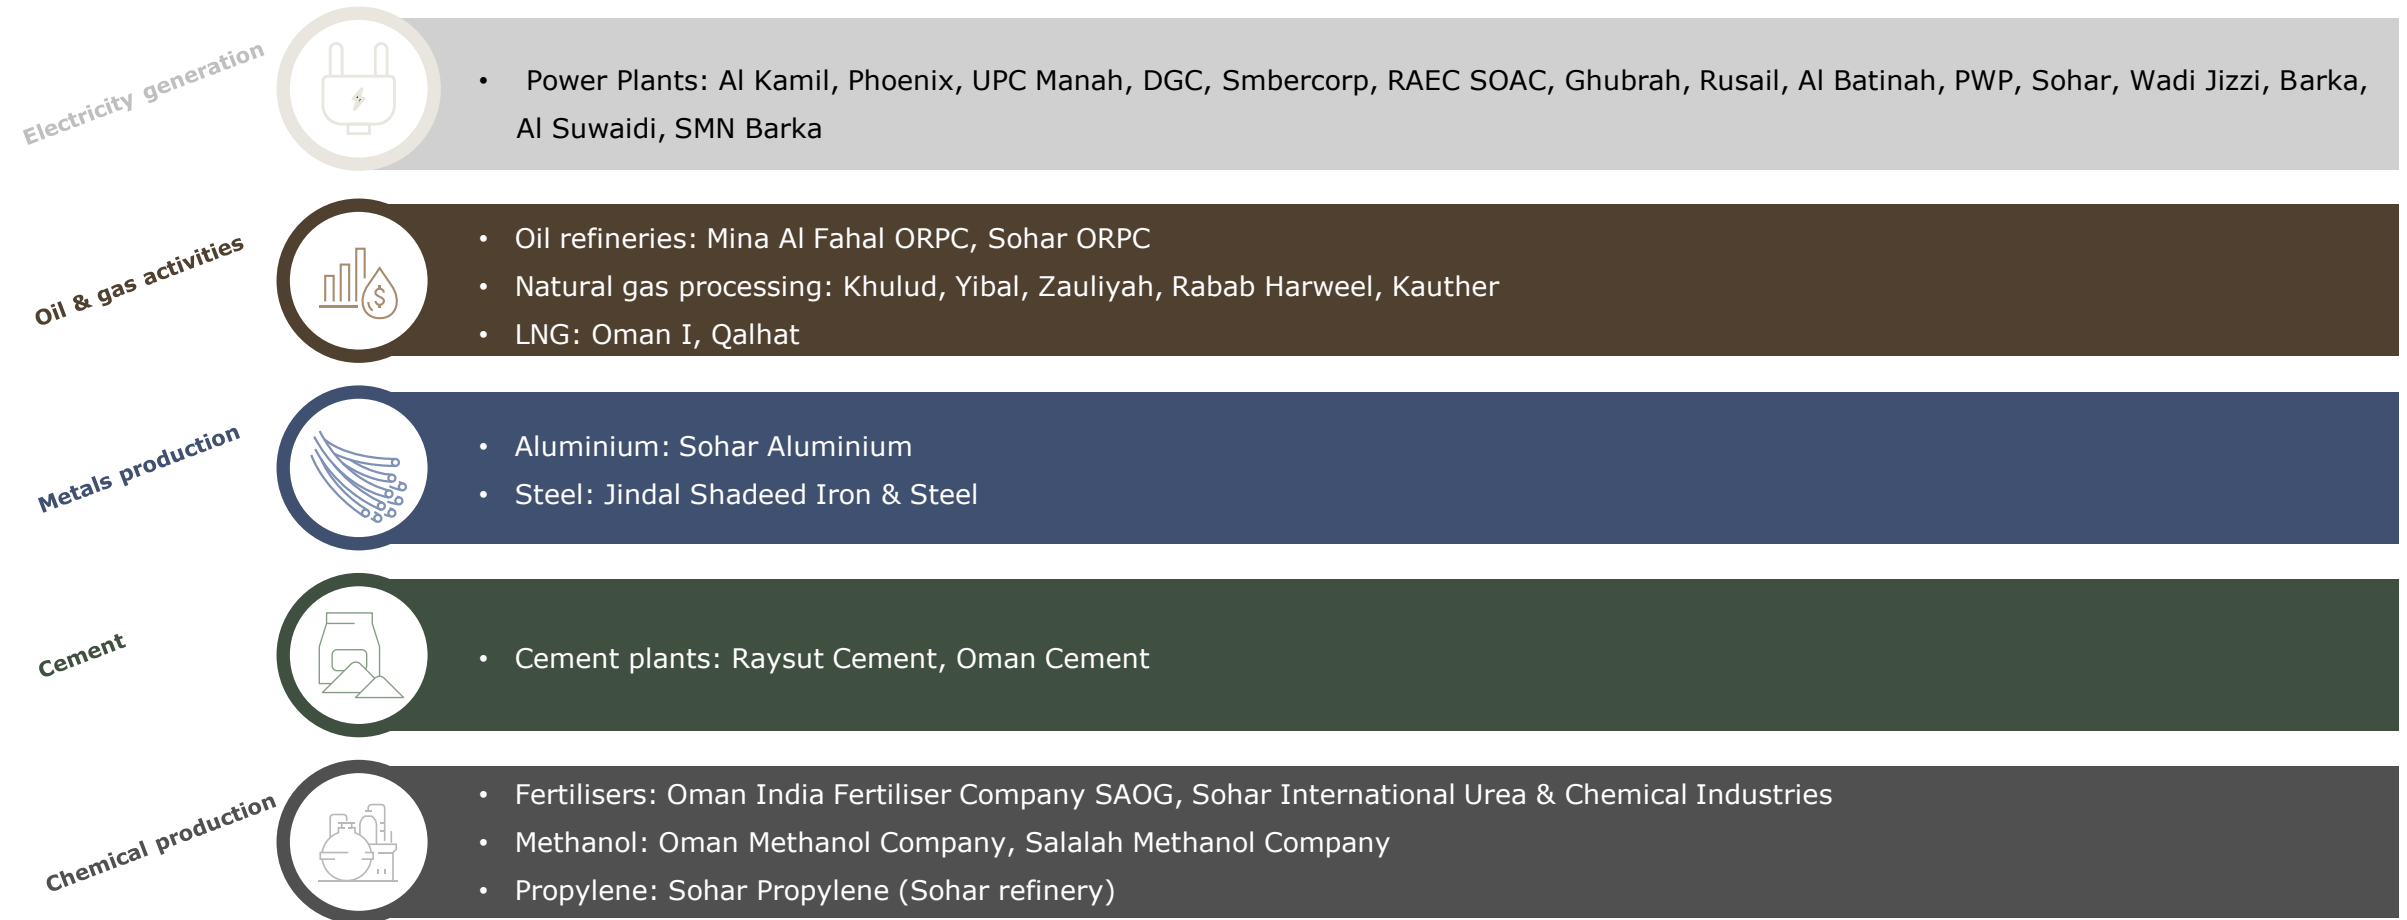 Electricity generation
• Power Plants: Al Kamil, Phoenix, UPC Manah, DGC, Smbercorp, RAEC SOAC, Ghubrah, Rusail, Al Batinah, PWP, Sohar, Wadi Jizzi, Barka,
Al Suwaidi, SMN Barka
Oil & gas activities
• Oil refineries: Mina Al Fahal ORPC, Sohar ORPC
• Natural gas processing: Khulud, Yibal, Zauliyah, Rabab Harweel, Kauther
• LNG: Oman I, Qalhat
Metals production
• Aluminium: Sohar Aluminium
• Steel: Jindal Shadeed Iron & Steel
Cement
• Cement plants: Raysut Cement, Oman Cement
Chemical production
• Fertilisers: Oman India Fertiliser Company SAOG, Sohar International Urea & Chemical Industries
• Methanol: Oman Methanol Company, Salalah Methanol Company
• Propylene: Sohar Propylene (Sohar refinery)